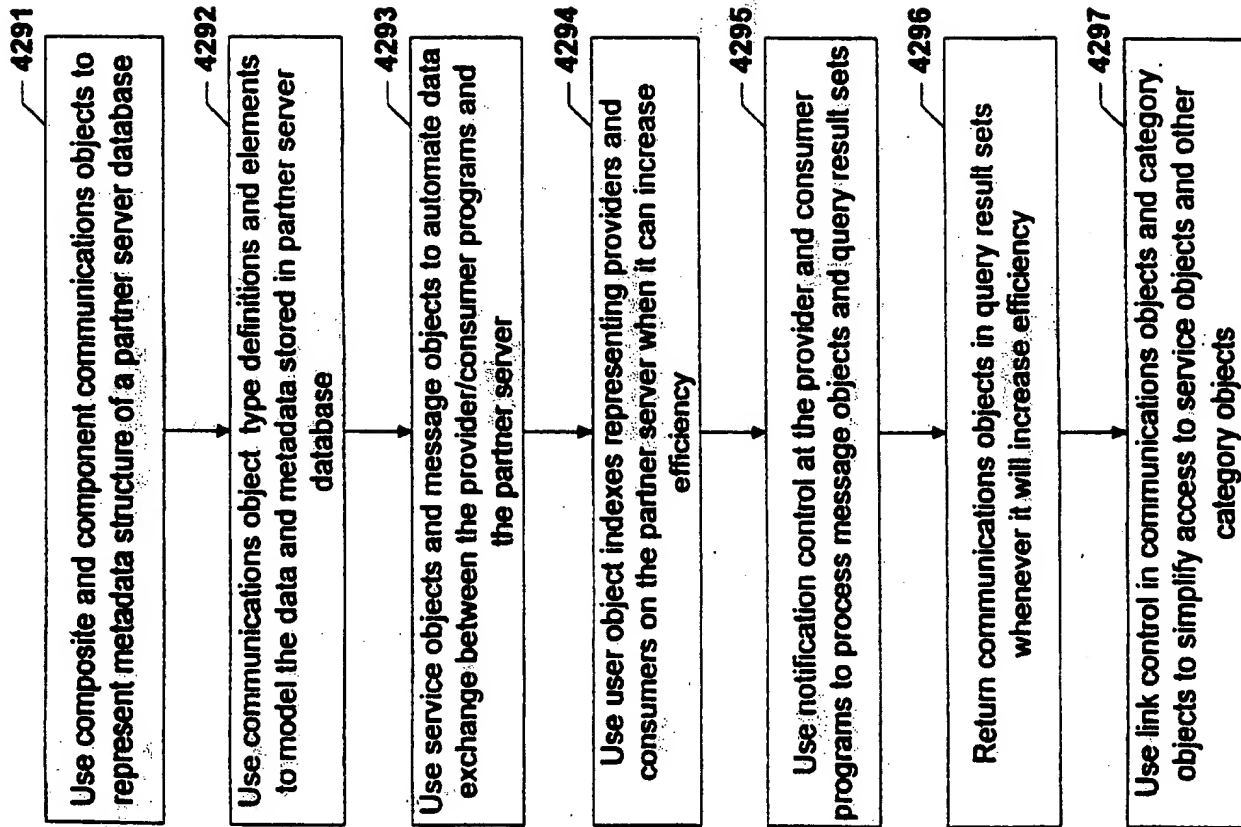 4291
Use composite and component communications objects to
represent metadata structure of a partner server database
4292
Use communications object type definitions and elements
to model the data and metadata stored in partner server
database
4293
Use service objects and message objects to automate data
exchange between the provider/consumer programs and
the partner server
4294
Use user object indexes representing providers and
consumers on the partner server when it can increase
efficiency
4295
Use notification control at the provider and consumer
programs to process message objects and query result sets
4296
Return communications objects in query result sets
whenever it will increase efficiency
4297
Use link control in communications objects and category
objects to simplify access to service objects and other
category objects